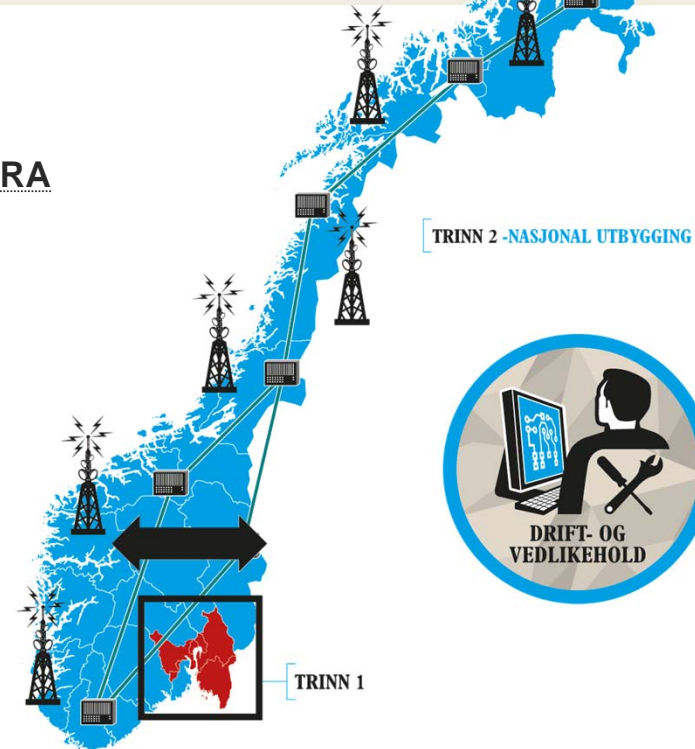 RA
TRINN 2 -NASJONAL UTBYGGING
DRIFT- OG
VEDLIKEHOLD
TRINN 1